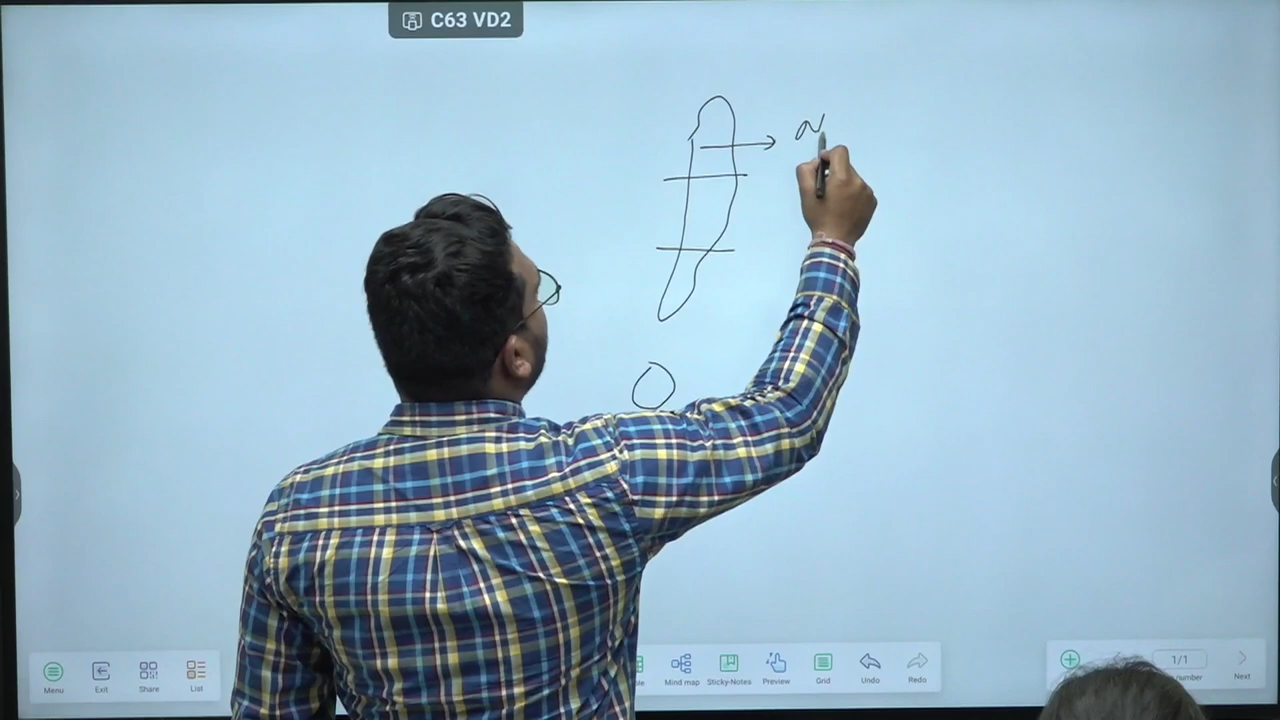 C63 VD2
Menu
Exit
Share
List
Mind map
Sticky-Notes
Preview
Grid
Undo
Redo
1/1
Next